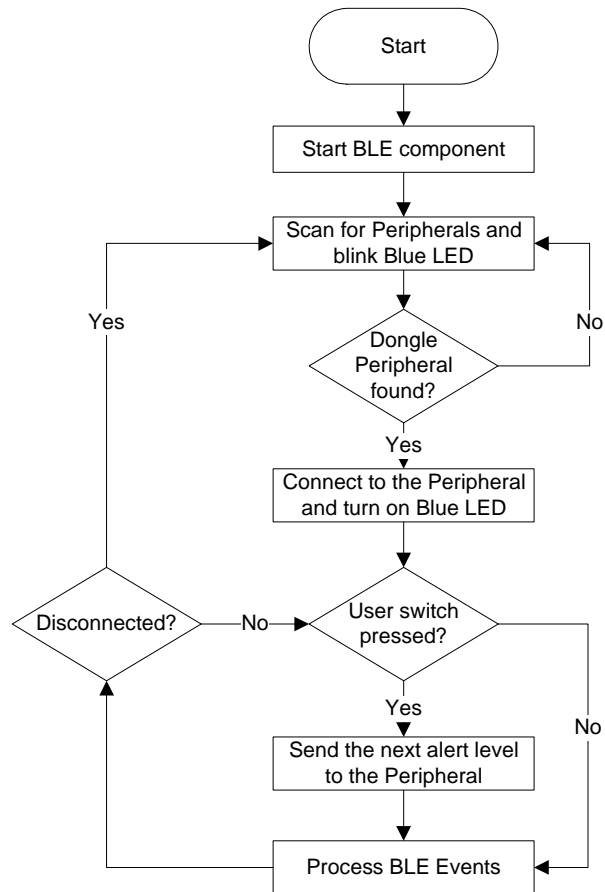 Start
Start BLE component
Scan for Peripherals and
blink Blue LED
Yes
No
Dongle
Peripheral
found?
Yes
Connect to the Peripheral
and turn on Blue LED
Disconnected?
No
User switch
pressed?
Yes
No
Send the next alert level
to the Peripheral
Process BLE Events